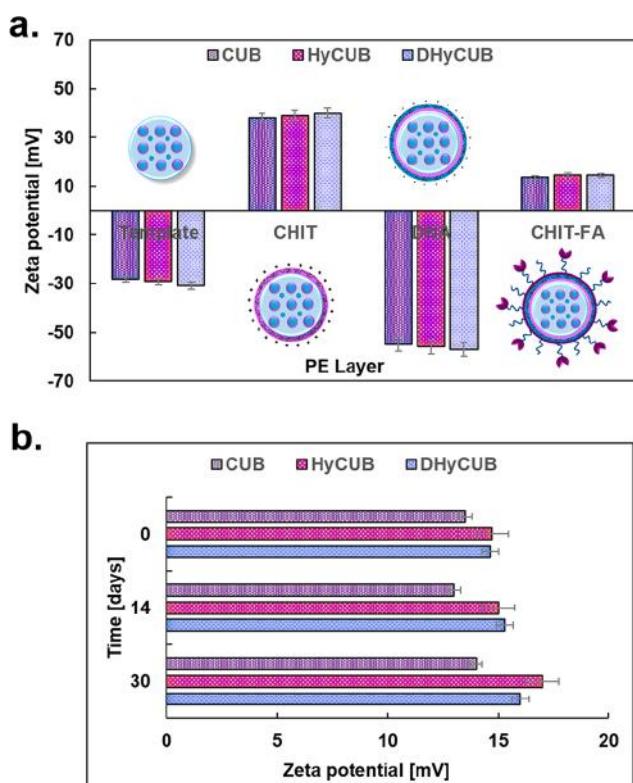 a.
70
CUB HyCUB DHyCUB
50
30
10
-10
Template CHIT DNA CHIT-FA
-30
-50
PE Layer
-70
Zeta potential [mV]
b.
CUB HyCUB DHyCUB
0
14
30
Time [days]
0 5 10 15 20
Zeta potential [mV]